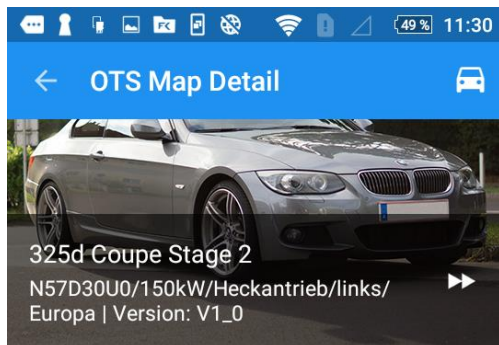 49 % 11:30
OTS Map Detail
325d Coupe Stage 2
N57D30U0/150kW/Heckantrieb/links/
Europa | Version: V1_0